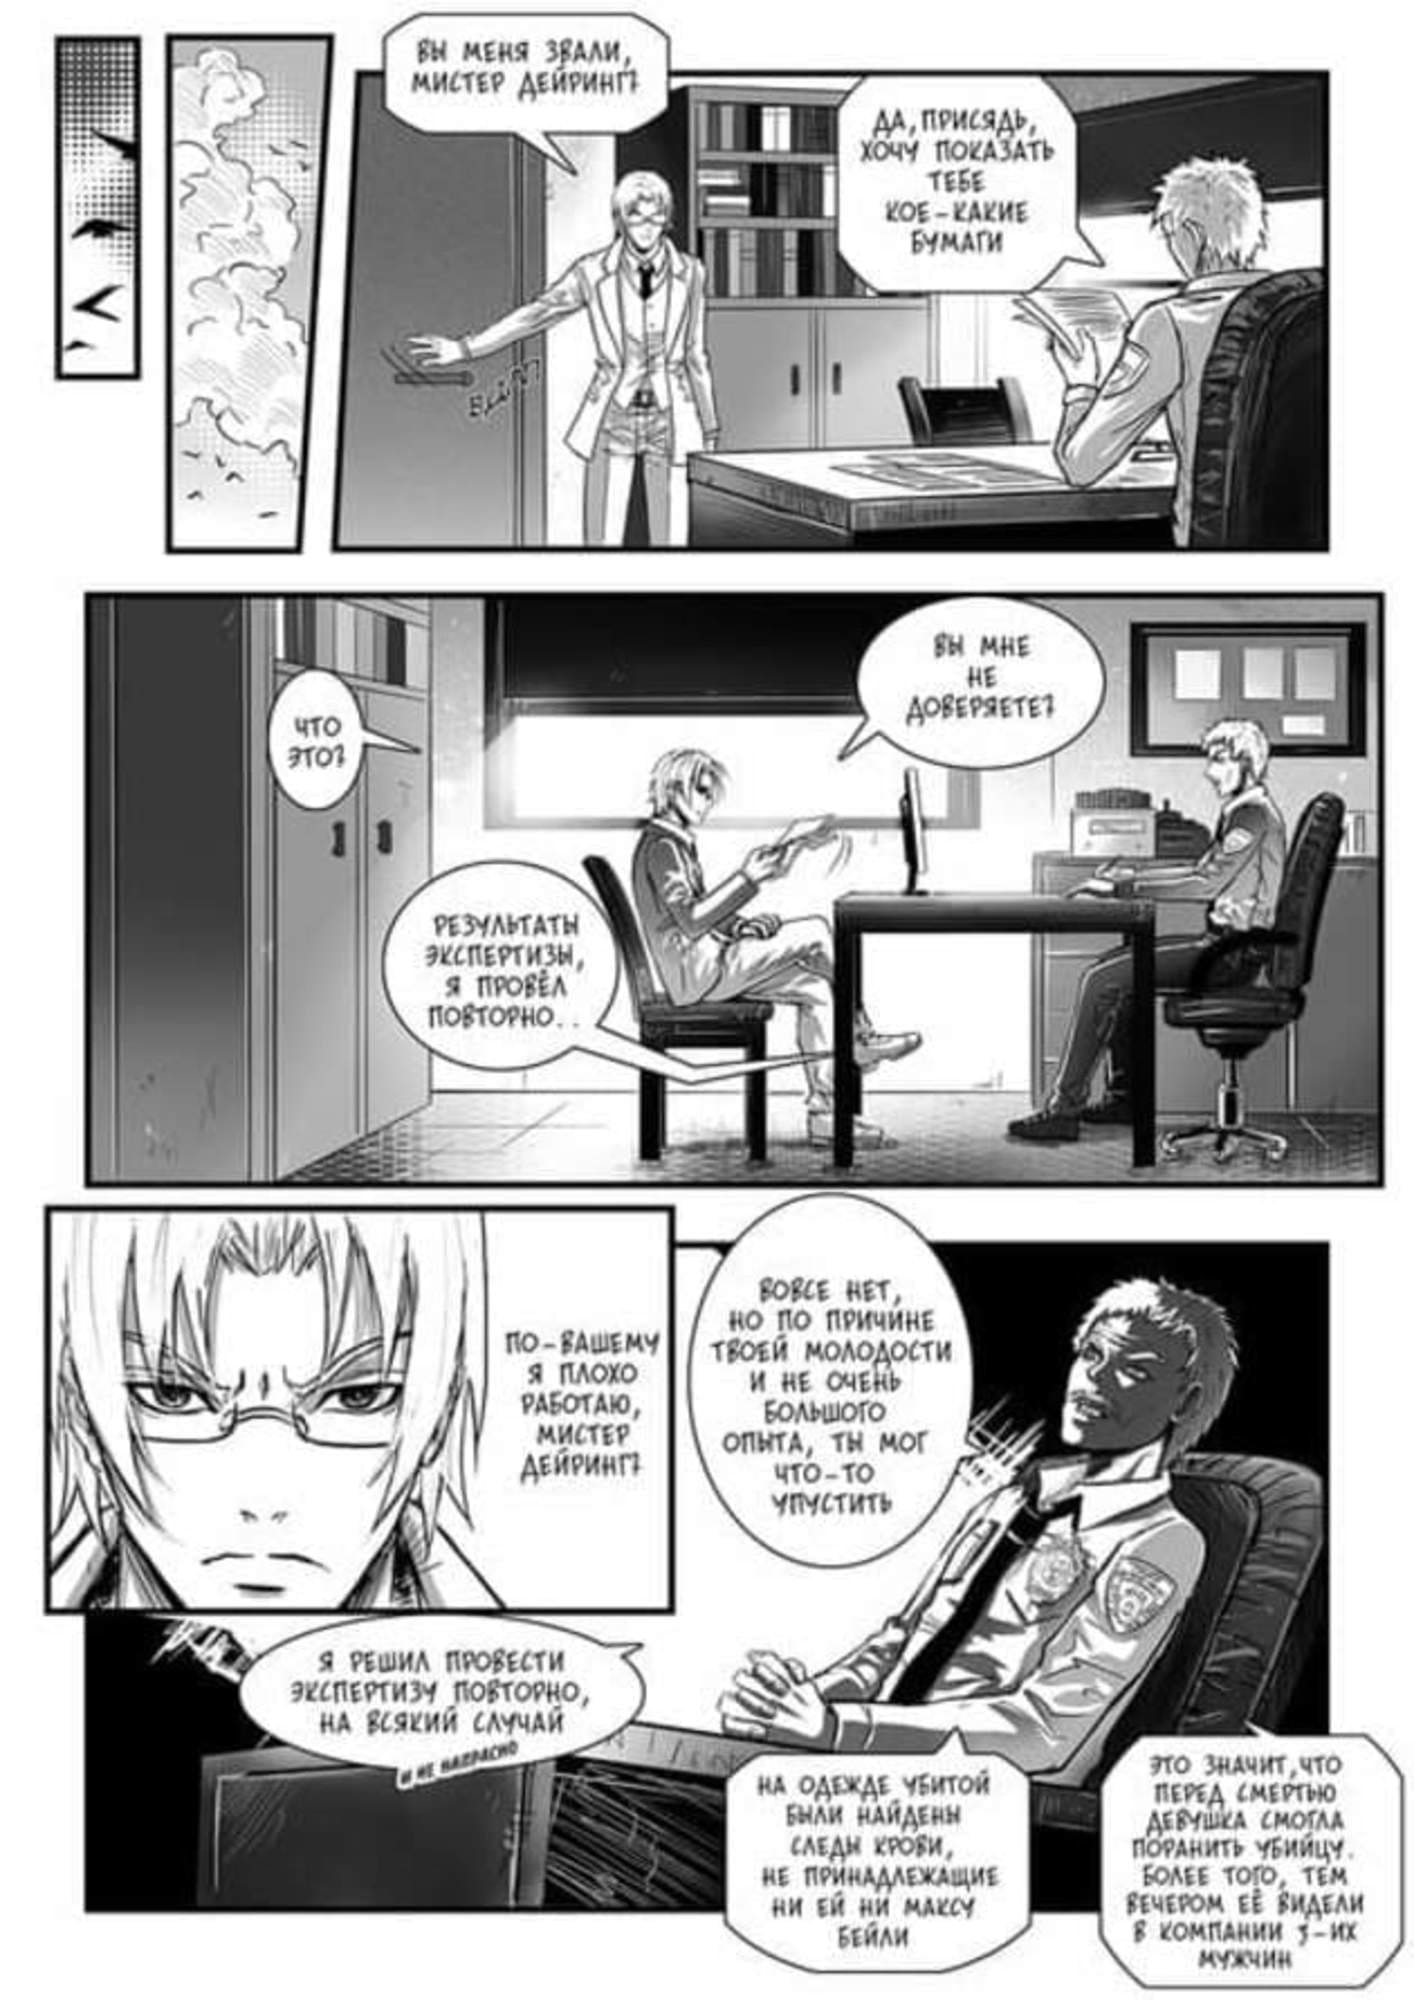 ВЫ МЕНЯ ЗВАЛИ,
МИСТЕР ДЕЙРИНГ?
ДА, ПРИСЯДЬ,
ХОЧУ ПОКАЗАТЬ
ТЕБЕ
КОЕ-КАКИЕ
БУМАГИ
ЧТО
ЭТО?
ВЫ МНЕ
НЕ
ДОВЕРЯЕТЕ?
РЕЗУЛЬТАТЫ
ЭКСПЕРТИЗЫ,
Я ПРОВЁЛ
ПОВТОРНО..
ПО-ВАШЕМУ
Я ПЛОХО
РАБОТАЮ,
МИСТЕР
ДЕЙРИНГ?
ВОВСЕ НЕТ,
НО ПО ПРИЧИНЕ
ТВОЕЙ МОЛОДОСТИ
И НЕ ОЧЕНЬ
БОЛЬШОГО
ОПЫТА, ТЫ МОГ
ЧТО-ТО
УПУСТИТЬ
Я РЕШИЛ ПРОВЕСТИ
ЭКСПЕРТИЗУ ПОВТОРНО,
НА ВСЯКИЙ СЛУЧАЙ
И НЕ НАПРАСНО
НА ОДЕЖДЕ УБИТОЙ
БЫЛИ НАЙДЕНЫ
СЛЕДЫ КРОВИ,
НЕ ПРИНАДЛЕЖАЩИЕ
НИ ЕЙ НИ МАКСУ
БЕЙЛИ
ЭТО ЗНАЧИТ,ЧТО
ПЕРЕД СМЕРТЬЮ
ДЕВУШКА СМОГЛА
ПОРАНИТЬ УБИЙЦУ.
БОЛЕЕ ТОГО, ТЕМ
ВЕЧЕРОМ ЕЁ ВИДЕЛИ
В КОМПАНИИ 3-ИХ
МУЖЧИН